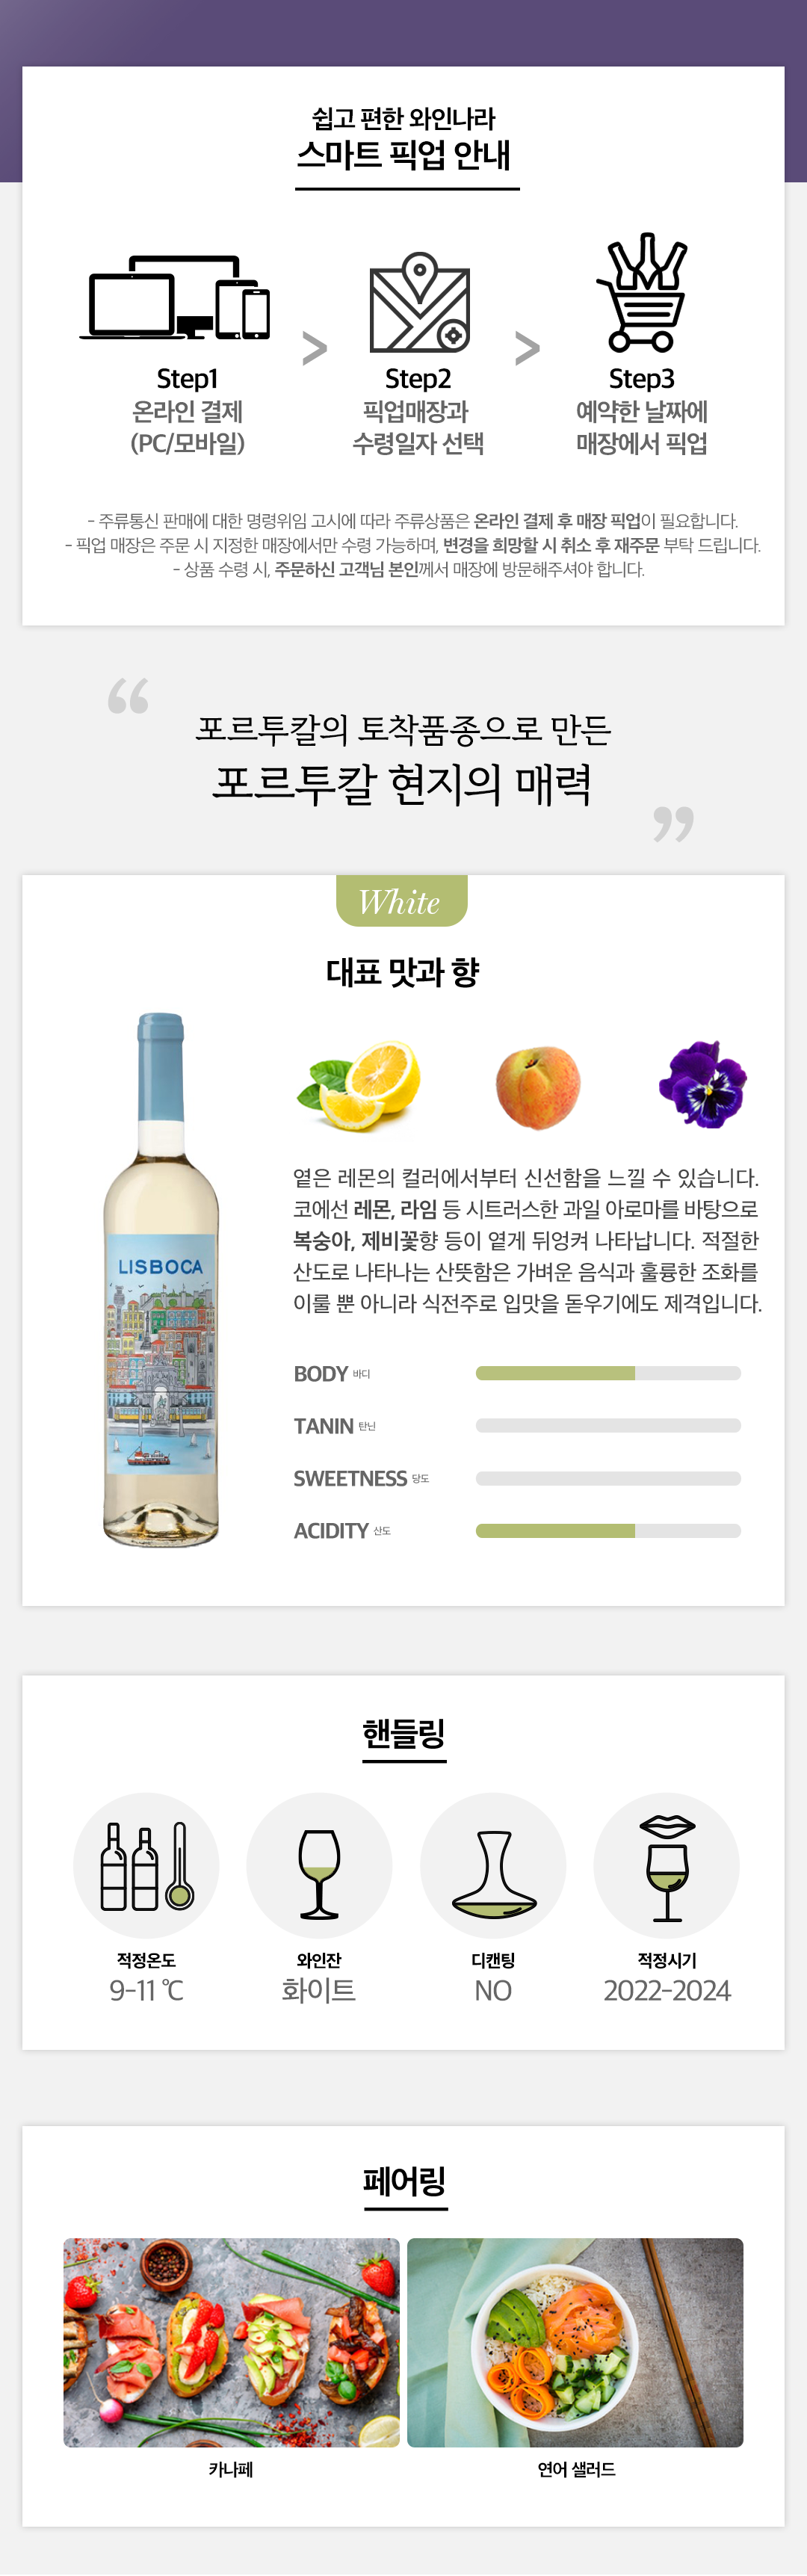 쉽고 편한 와인나라
스마트 픽업 안내
Step1
온라인 결제
(PC/모바일)
>
Step2
픽업매장과
수령일자 선택
>
Step3
예약한 날짜에
매장에서 픽업
- 주류통신 판매에 대한 명령위임 고시에 따라 주류상품은 온라인 결제 후 매장 픽업이 필요합니다.
- 픽업 매장은 주문 시 지정한 매장에서만 수령 가능하며, 변경을 희망할 시 취소 후 재주문 부탁 드립니다.
- 상품 수령 시, 주문하신 고객님 본인께서 매장에 방문해주셔야 합니다.
“
포르투칼의 토착품종으로 만든
포르투칼 현지의 매력
”
White
대표 맛과 향
LISBOCA
옅은 레몬의 컬러에서부터 신선함을 느낄 수 있습니다.
코에선 레몬, 라임 등 시트러스한 과일 아로마를 바탕으로
복숭아, 제비꽃향 등이 옅게 뒤엉켜 나타납니다. 적절한
산도로 나타나는 산뜻함은 가벼운 음식과 훌륭한 조화를
이룰 뿐 아니라 식전주로 입맛을 돋우기에도 제격입니다.
BODY 바디
TANIN 탄닌
SWEETNESS 당도
ACIDITY 산도
핸들링
적정온도
9-11 ℃
와인잔
화이트
디캔팅
NO
적정시기
2022-2024
페어링
카나페
연어 샐러드